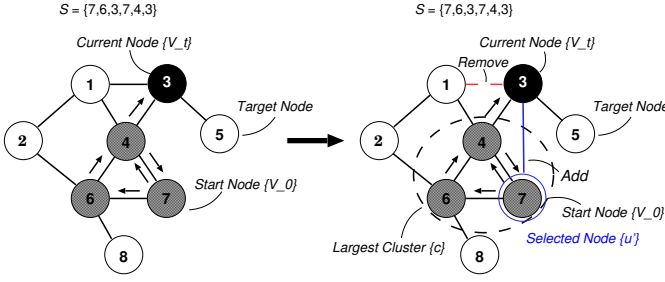 S = {7,6,3,7,4,3}
Current Node {V_t}
3
1
Target Node
5
2
4
Start Node {V_0}
6
7
8
S = {7,6,3,7,4,3}
Current Node {V_t}
Remove
3
1
Target Node
5
2
4
Add
6
7
Start Node {V_0}
Largest Cluster {c}
Selected Node {u'}
8